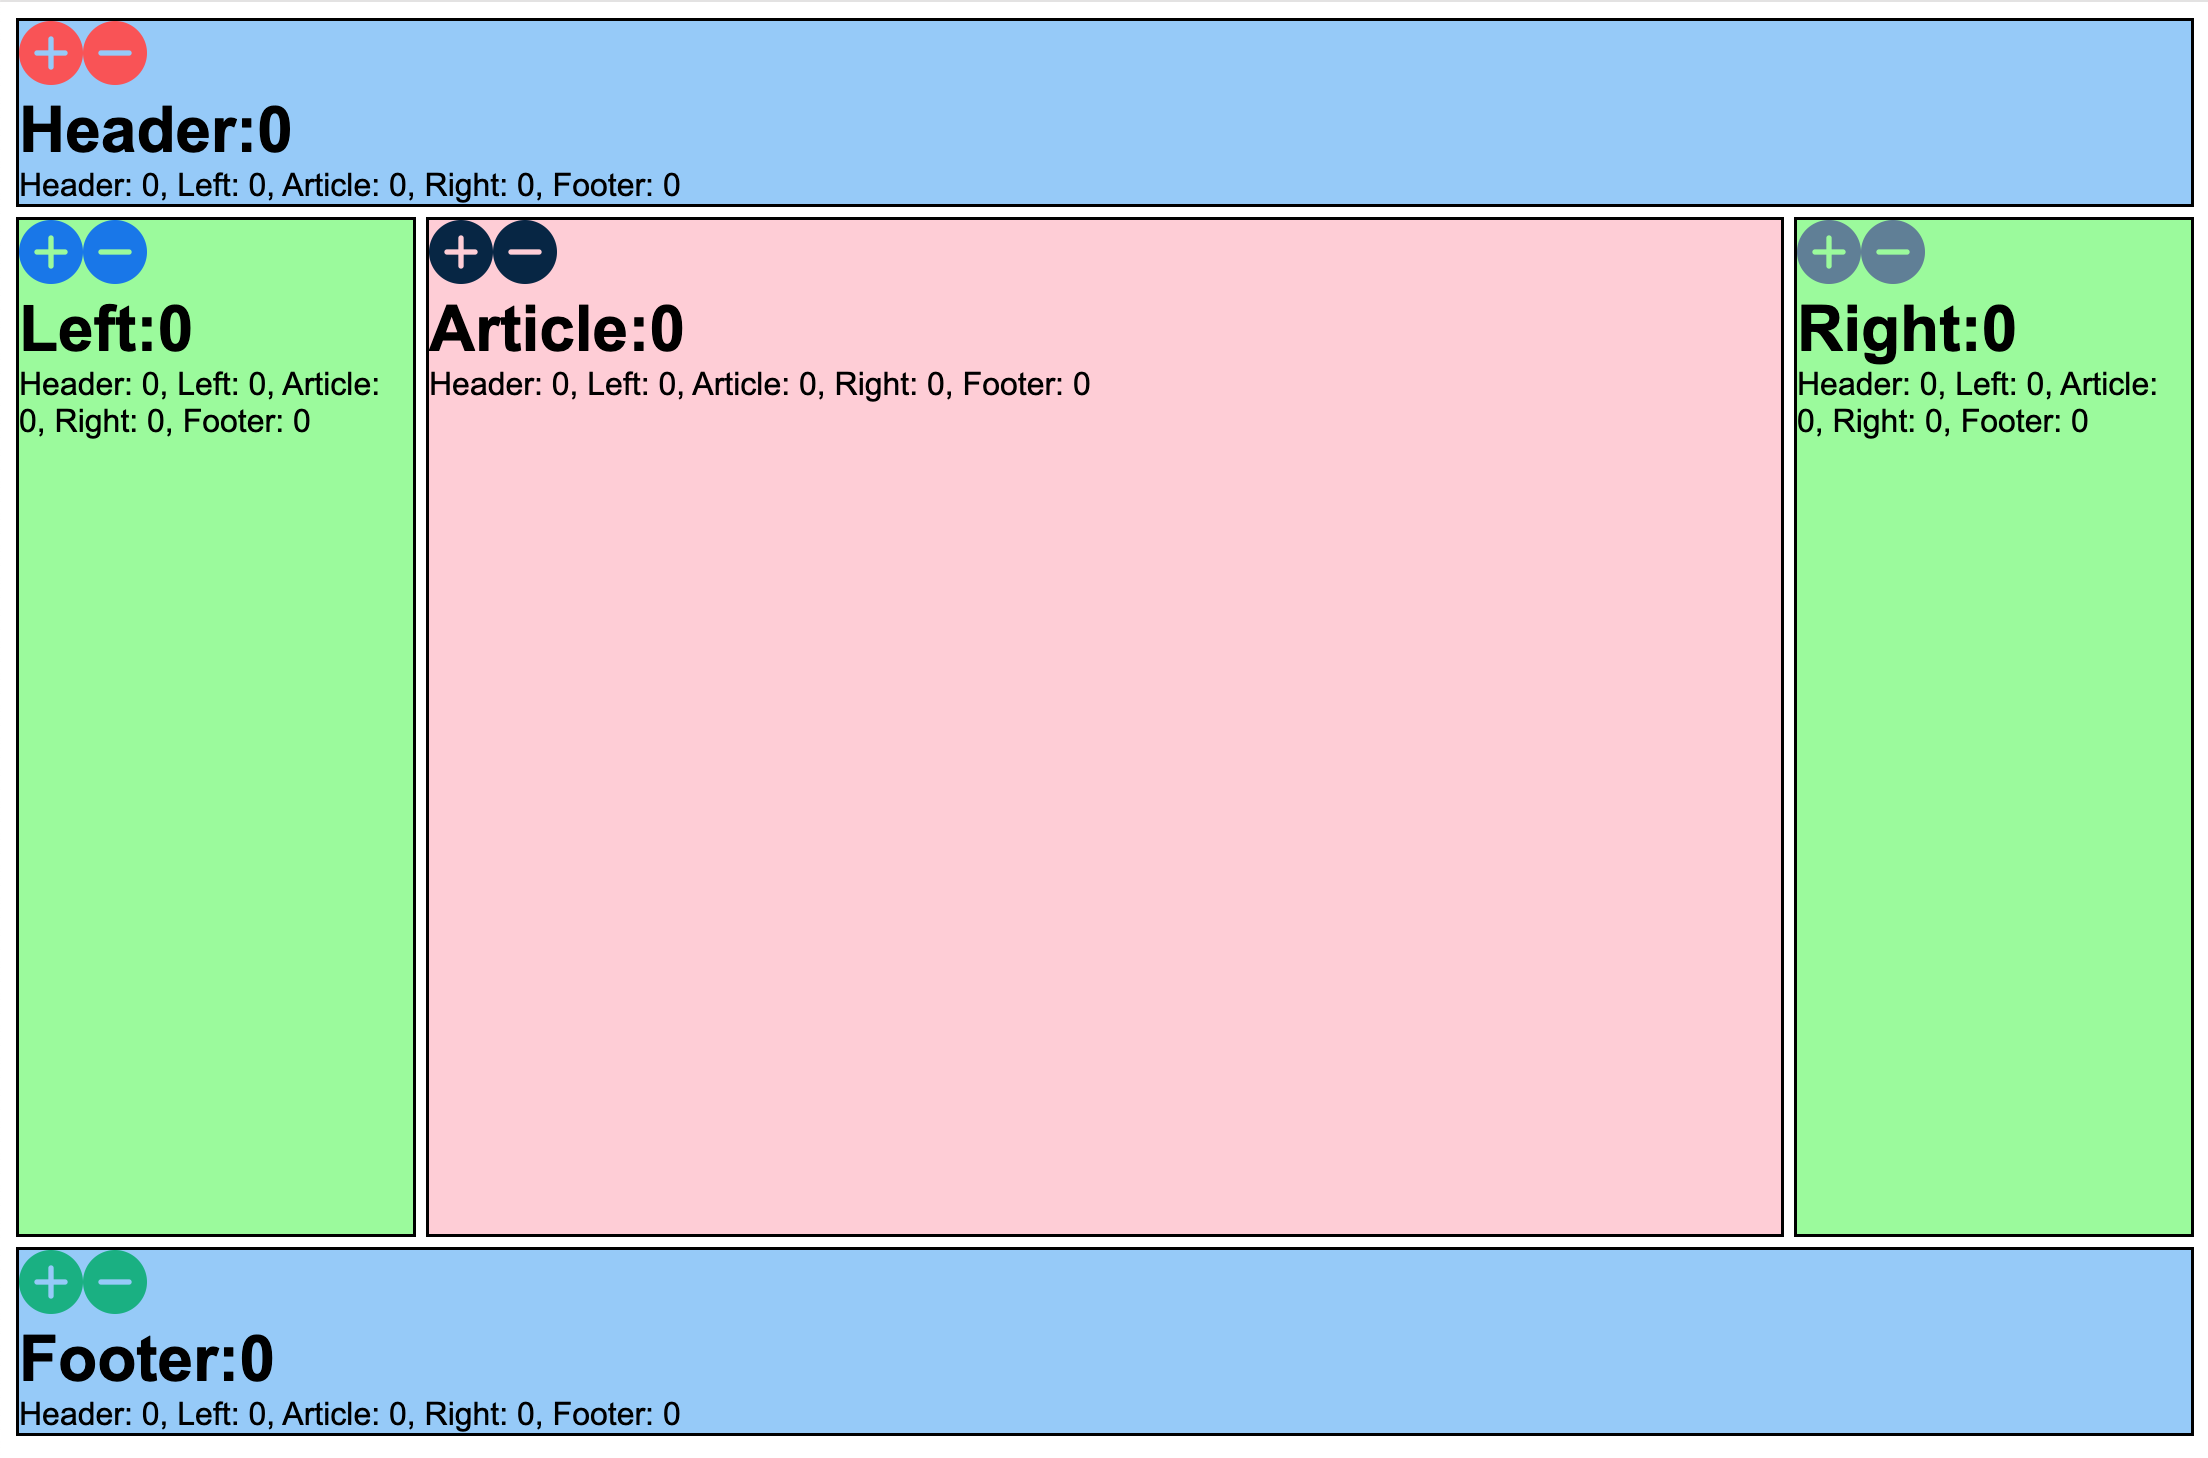 Header:0
Header: 0, Left: 0, Article: 0, Right: 0, Footer: 0
Left:0
Header: 0, Left: 0, Article:
0, Right: 0, Footer: 0
Article:0
Header: 0, Left: 0, Article: 0, Right: 0, Footer: 0
Right:0
Header: 0, Left: 0, Article:
0, Right: 0, Footer: 0
Footer:0
Header: 0, Left: 0, Article: 0, Right: 0, Footer: 0